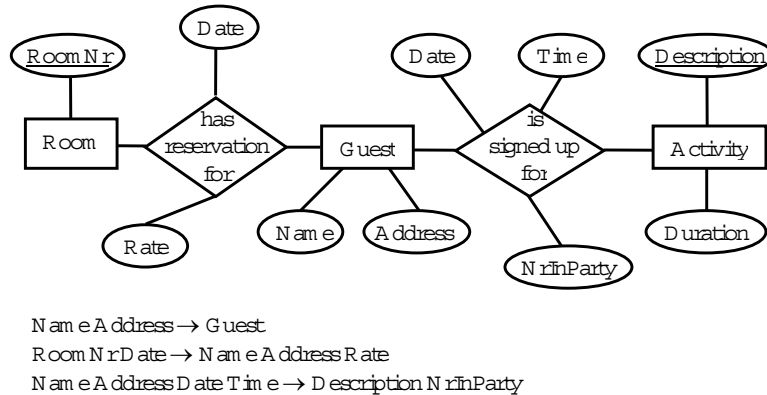 Date
RoomNr
Date
Time
Description
Room
has
reservation
for
Guest
is
signed up
for
Activity
Rate
Name
Address
NrInParty
Duration
NameAddress → Guest
RoomNrDate → NameAddressRate
NameAddressDateTime → DescriptionNrInParty